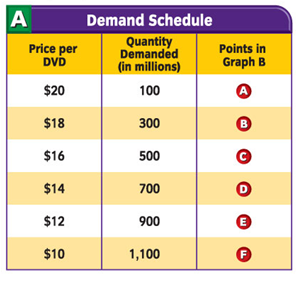 A Demand Schedule
Price per DVD
Quantity Demanded (in millions)
Points in Graph B
$20 100 A
$18 300 B
$16 500 C
$14 700 D
$12 900 E
$10 1,100 F